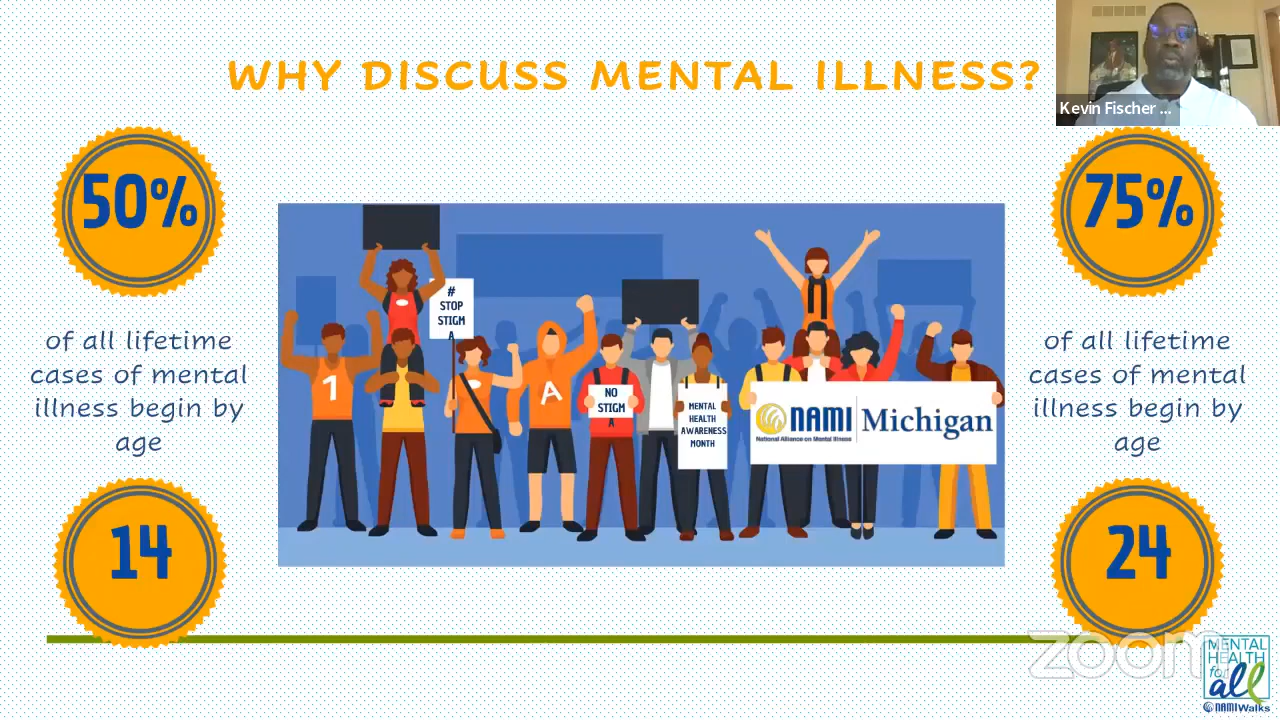 WHY DISCUSS MENTAL ILLNESS?
Kevin Fischer ...
50%
of all lifetime
cases of mental
illness begin by
age
14
#
STOP
STIGM
A
1
A
NO
STIGM
A
MENTAL
HEALTH
AWARENESS
MONTH
NAMI Michigan
National Alliance on Mental Illness
75%
of all lifetime
cases of mental
illness begin by
age
24
zoom
MENTAL
HEALTH
for
all
NAMIWalks